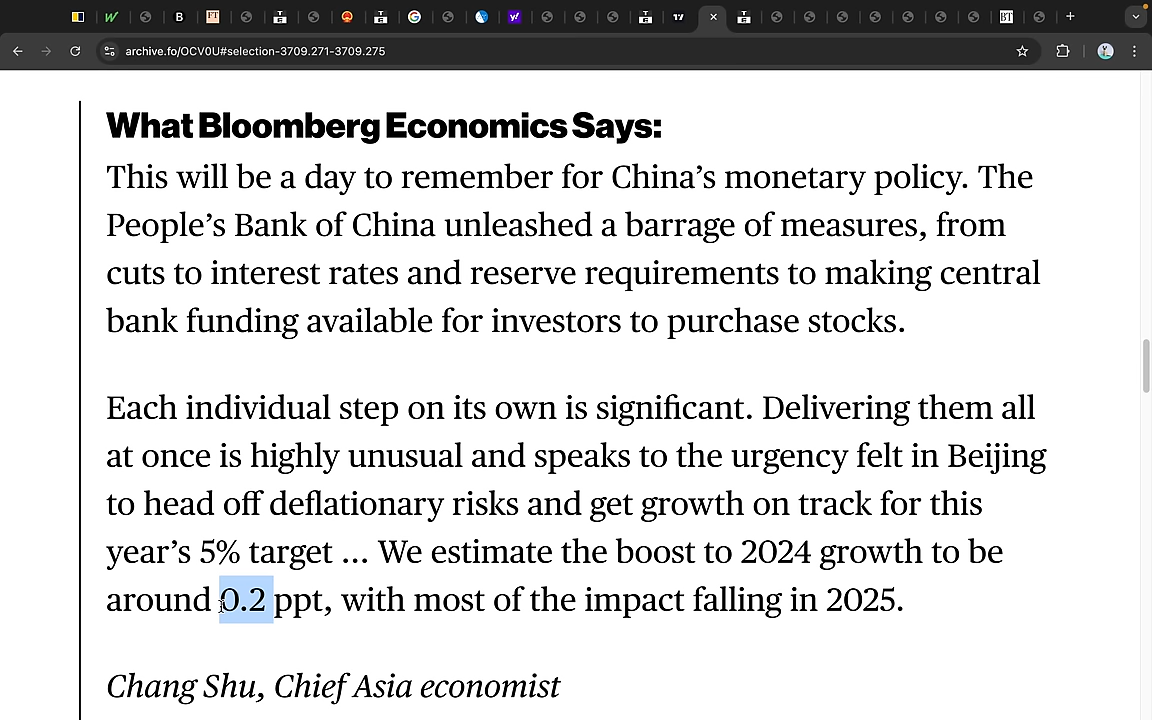 archive.fo/OCV0U#selection-3709.271-3709.275
What Bloomberg Economics Says:
This will be a day to remember for China’s monetary policy. The
People’s Bank of China unleashed a barrage of measures, from
cuts to interest rates and reserve requirements to making central
bank funding available for investors to purchase stocks.
Each individual step on its own is significant. Delivering them all
at once is highly unusual and speaks to the urgency felt in Beijing
to head off deflationary risks and get growth on track for this
year’s 5% target ... We estimate the boost to 2024 growth to be
around 0.2 ppt, with most of the impact falling in 2025.
Chang Shu, Chief Asia economist